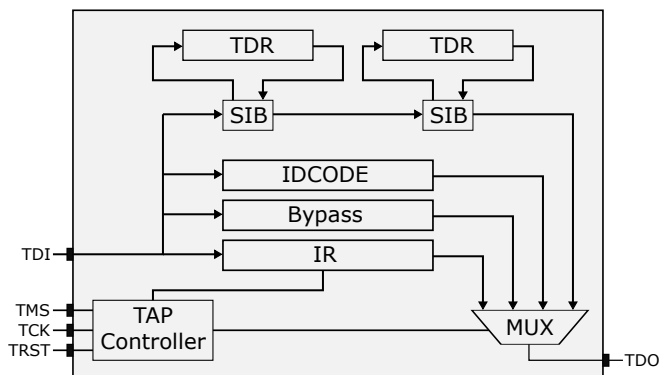 TDR TDR
SIB SIB
IDCODE
Bypass
TDI IR
TMS
TCK
TRST
TAP
Controller
MUX
TDO